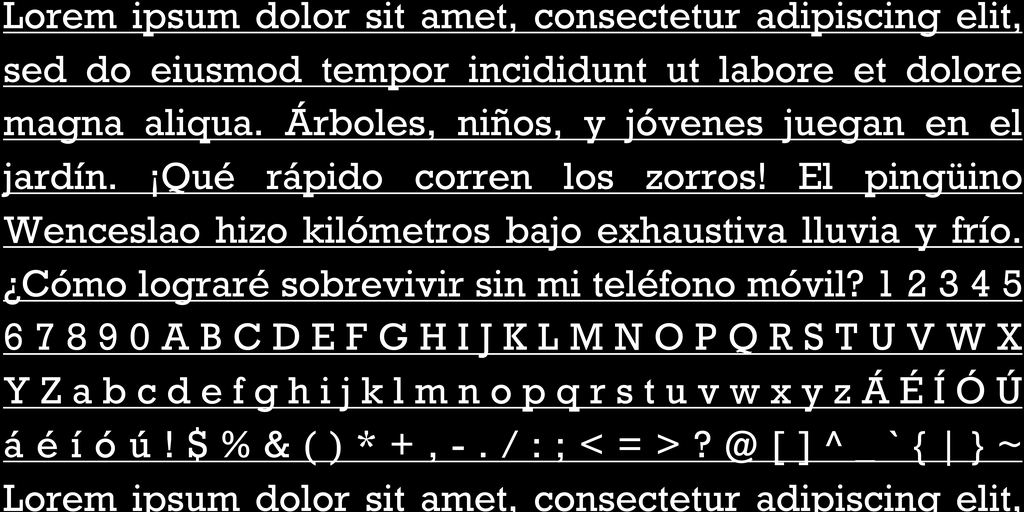 Lorem ipsum dolor sit amet, consectetur adipiscing elit,
sed do eiusmod tempor incididunt ut labore et dolore
magna aliqua. Árboles, niños, y jóvenes juegan en el
jardín. ¡Qué rápido corren los zorros! El pingüino
Wenceslao hizo kilómetros bajo exhaustiva lluvia y frío.
¿Cómo lograré sobrevivir sin mi teléfono móvil? 1 2 3 4 5
6 7 8 9 0 A B C D E F G H I J K L M N O P Q R S T U V W X
Y Z a b c d e f g h i j k l m n o p q r s t u v w x y z Á É Í Ó Ú
á é í ó ú ! $ % & ( ) * + , - . / : ; < = > ? @ [ ] ^ _ ` { | } ~
Lorem ipsum dolor sit amet, consectetur adipiscing elit,